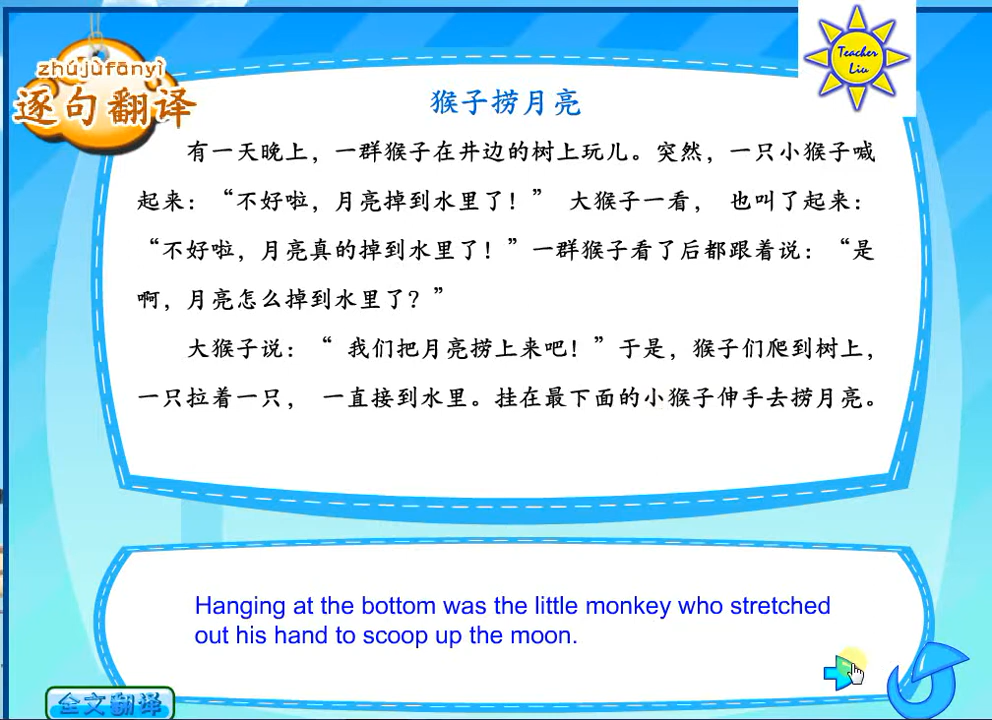 Teacher
Liu
zhújùfānyì
逐句翻译
猴子捞月亮
有一天晚上，一群猴子在井边的树上玩儿。突然，一只小猴子喊
起来：“不好啦，月亮掉到水里了！” 大猴子一看， 也叫了起来：
“不好啦，月亮真的掉到水里了！”一群猴子看了后都跟着说：“是
啊，月亮怎么掉到水里了？”
大猴子说：“ 我们把月亮捞上来吧！”于是，猴子们爬到树上，
一只拉着一只， 一直接到水里。挂在最下面的小猴子伸手去捞月亮。
Hanging at the bottom was the little monkey who stretched
out his hand to scoop up the moon.
全文翻译